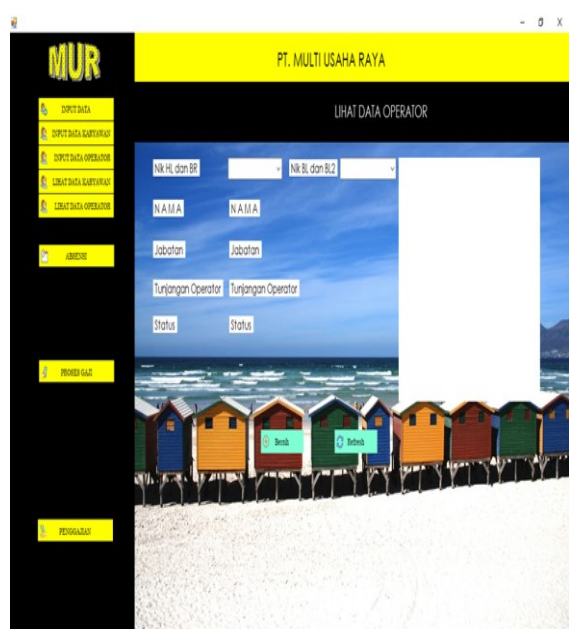 MUR
PT. MULTI USAHA RAYA
LIHAT DATA OPERATOR
INPUT DATA
INPUT DATA KARYAWAN
INPUT DATA OPERATOR
LIHAT DATA KARYAWAN
LIHAT DATA OPERATOR
ABSENSI
PROSES GAJI
PENGGAJIAN
Nik HL dan BR
Nik BL dan BL2
NAMA NAMA
Jabatan Jabatan
Tunjangan Operator Tunjangan Operator
Status Status
Bersih Refresh